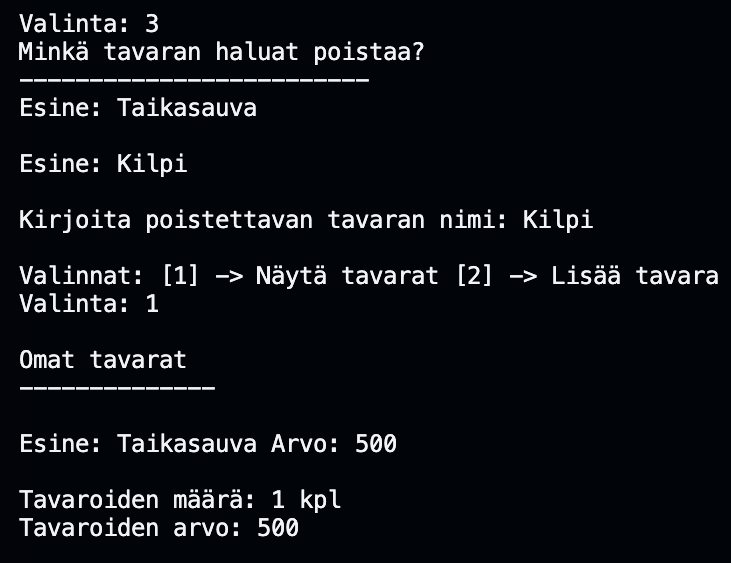 Valinta: 3
Minkä tavaran haluat poistaa?
-------------------------
Esine: Taikasauva
Esine: Kilpi
Kirjoita poistettavan tavaran nimi: Kilpi
Valinnat: [1] -> Näytä tavarat [2] -> Lisää tavara
Valinta: 1
Omat tavarat
--------------
Esine: Taikasauva Arvo: 500
Tavaroiden määrä: 1 kpl
Tavaroiden arvo: 500